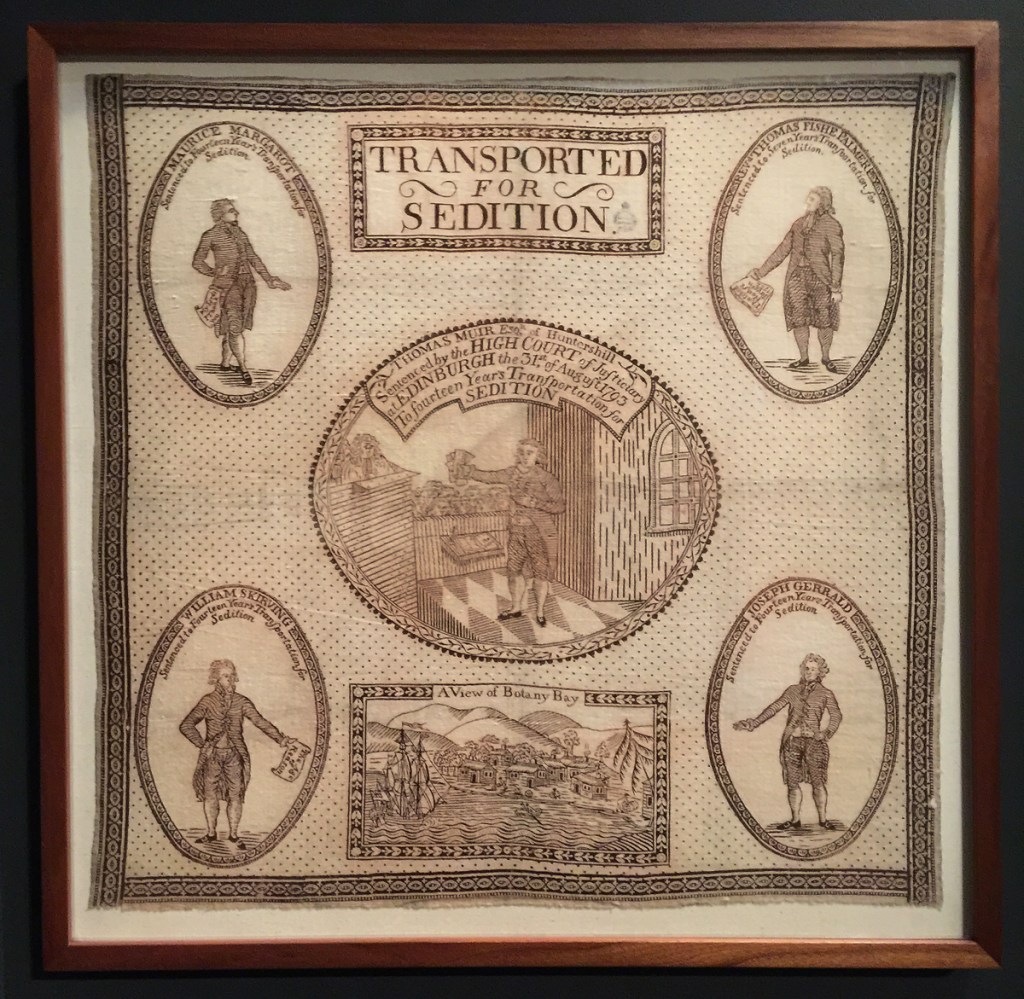 TRANSPORTED
FOR
SEDITION.
MAURICE MARGAROT
Sentenced to Fourteen Years Transportation for
Sedition.
Revd. THOMAS FISHE PALMER
Sentenced to Seven Years Transportation for
Sedition.
THOMAS MUIR Esqr. of Huntershill
Sentenced by the HIGH COURT of Justiciary
at EDINBURGH the 31st. of August 1793
to fourteen Years Transportation for
SEDITION
WILLIAM SKIRVING
Sentenced to Fourteen Years Transportation for
Sedition
JOSEPH GERRALD
Sentenced to Fourteen Years Transportation for
Sedition
A View of Botany Bay